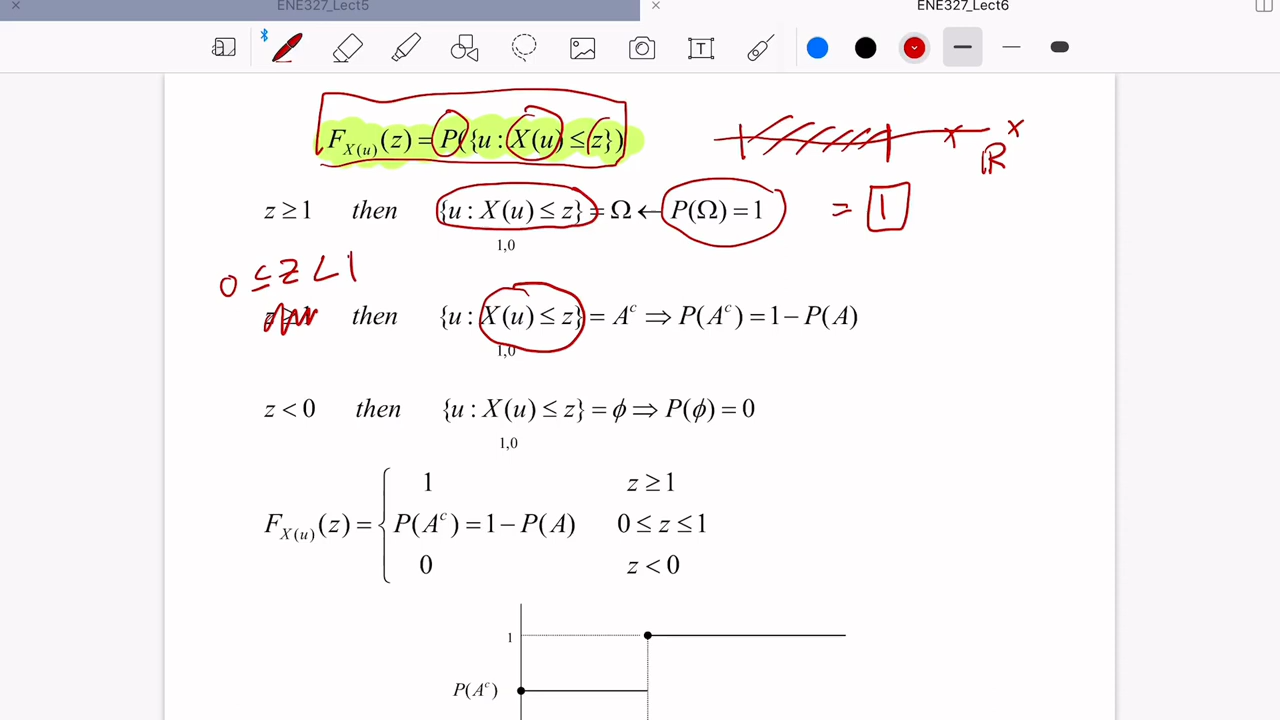 ENE327_Lect5
ENE327_Lect6
T
F_{X(u)}(z) = P({u : X(u) ≤ z})
ℝ
z ≥ 1 then {u : X(u) ≤ z} = Ω ← P(Ω) = 1 = 1
1,0
0 ≤ z < 1
then {u : X(u) ≤ z} = A^c ⇒ P(A^c) = 1 − P(A)
1,0
z < 0 then {u : X(u) ≤ z} = ϕ ⇒ P(ϕ) = 0
1,0
1 z ≥ 1
F_{X(u)}(z) = { P(A^c) = 1 − P(A) 0 ≤ z ≤ 1
0 z < 0
1
P(A^c)